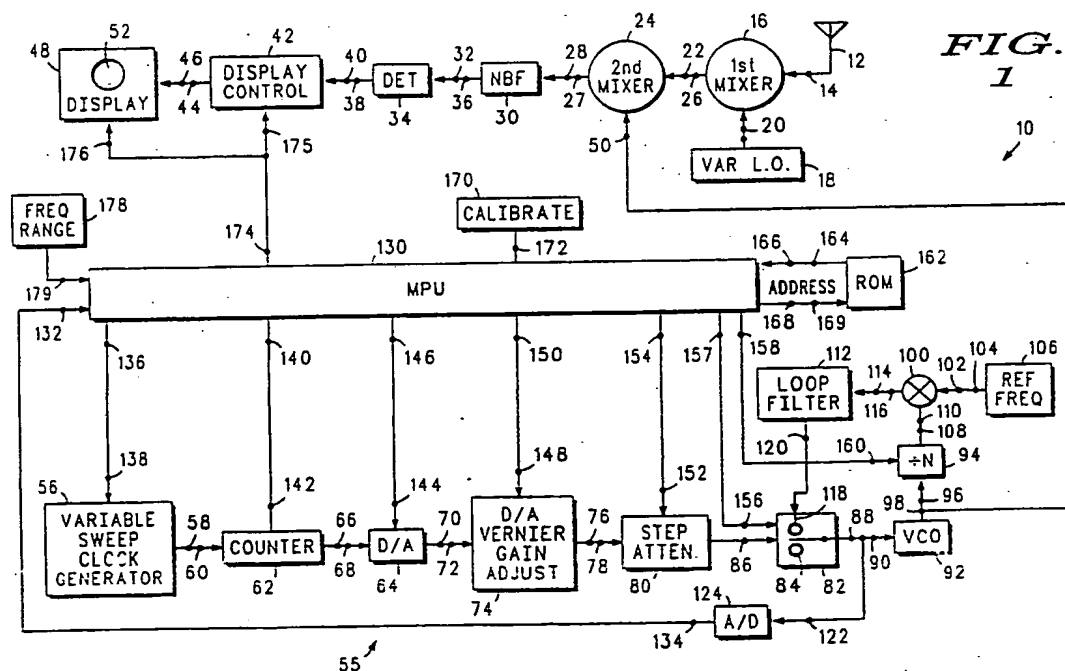 FIG.
1
10
48
52
DISPLAY
46
44
42
DISPLAY
CONTROL
40
38
DET
34
32
36
NBF
30
28
27
24
2nd
MIXER
22
26
16
1st
MIXER
12
14
20
VAR L.O.
18
50
176
175
174
FREQ
RANGE
178
179
132
170
CALIBRATE
172
130
MPU
166
164
ADDRESS
168
169
ROM
162
136
140
146
150
154
157
158
138
142
144
148
152
112
LOOP
FILTER
114
116
100
102
104
106
REF
FREQ
110
108
120
160
÷N
94
98
96
56
VARIABLE
SWEEP
CLOCK
GENERATOR
58
60
COUNTER
62
66
68
D/A
64
70
72
D/A
VERNIER
GAIN
ADJUST
74
76
78
STEP
ATTEN.
80
156
86
118
84
82
88
90
VCO
92
124
A/D
134
122
55